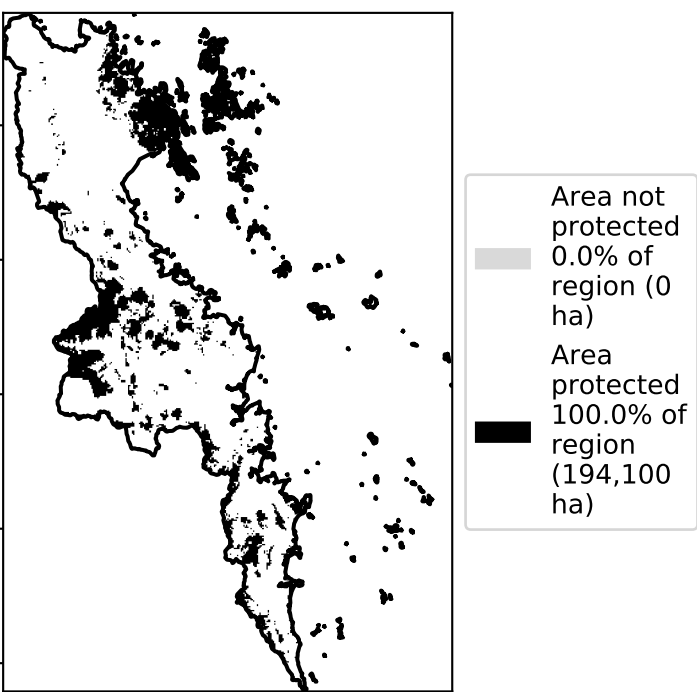 Area not
protected
0.0% of
region (0
ha)
Area
protected
100.0% of
region
(194,100
ha)